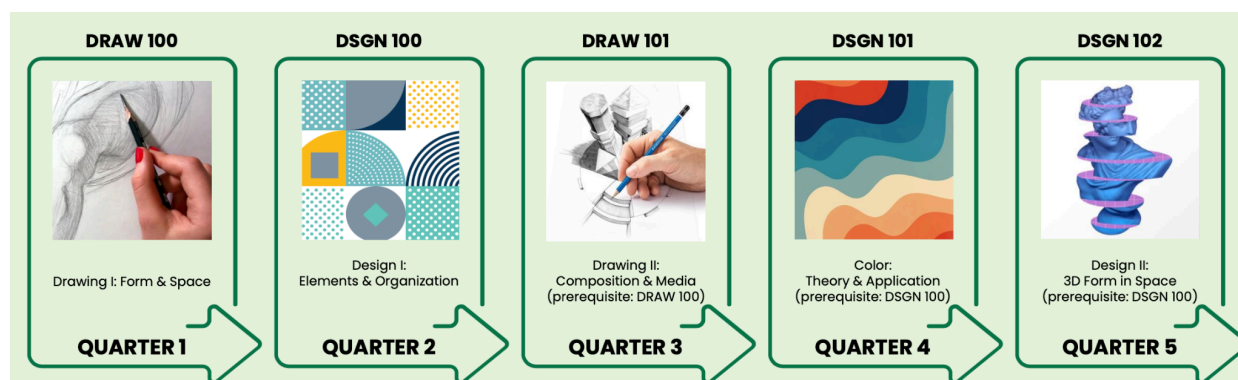 DRAW 100
DSGN 100
DRAW 101
DSGN 101
DSGN 102
Drawing I: Form & Space
Design I:
Elements & Organization
Drawing II:
Composition & Media
(prerequisite: DRAW 100)
Color:
Theory & Application
(prerequisite: DSGN 100)
Design II:
3D Form in Space
(prerequisite: DSGN 100)
QUARTER 1
QUARTER 2
QUARTER 3
QUARTER 4
QUARTER 5